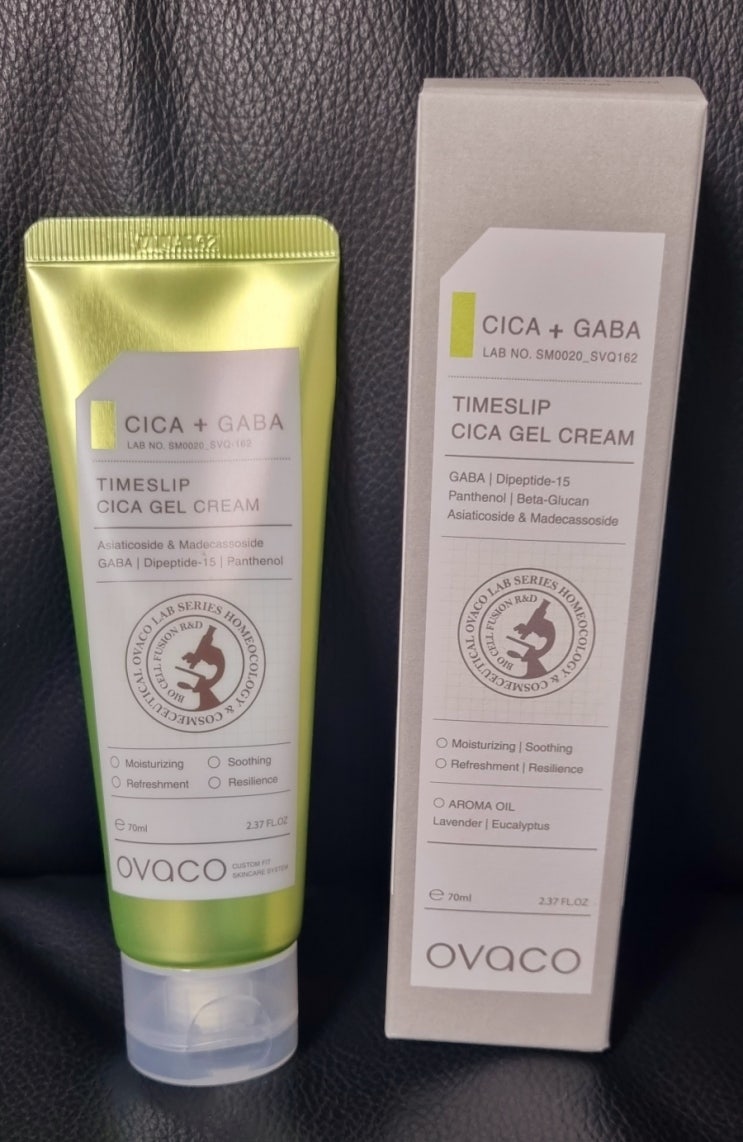 CICA + GABA
LAB NO. SM0020_SVQ-162
TIMESLIP
CICA GEL CREAM
Asiaticoside & Madecassoside
GABA | Dipeptide-15 | Panthenol
OVACO LAB SERIES HOMEOCOLOGY & COSMECEUTICAL
BIO CELL FUSION R&D
Moisturizing
Soothing
Refreshment
Resilience
℮ 70ml
2.37 FL.OZ
ovaco
CUSTOM FIT
SKINCARE SYSTEM
CICA + GABA
LAB NO. SM0020_SVQ162
TIMESLIP
CICA GEL CREAM
GABA | Dipeptide-15
Panthenol | Beta-Glucan
Asiaticoside & Madecassoside
OVACO LAB SERIES HOMEOCOLOGY & COSMECEUTICAL
BIO CELL FUSION R&D
Moisturizing | Soothing
Refreshment | Resilience
AROMA OIL
Lavender | Eucalyptus
℮ 70ml
2.37 FL.OZ
ovaco